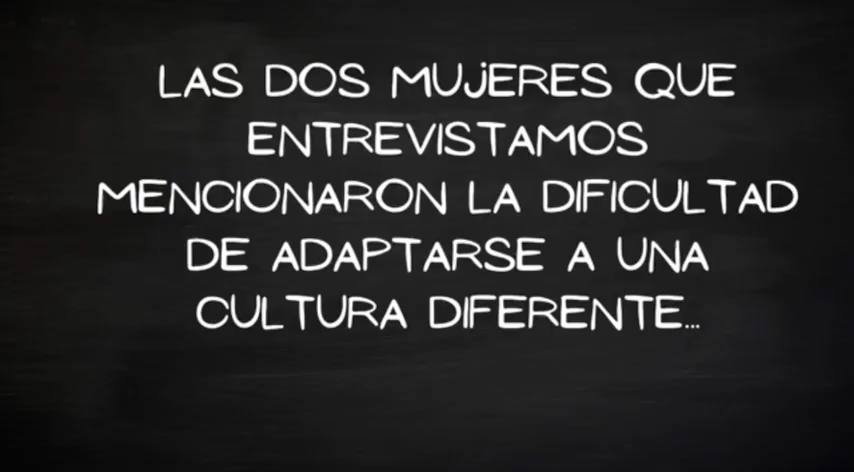 LAS DOS MUJERES QUE
ENTREVISTAMOS
MENCIONARON LA DIFICULTAD
DE ADAPTARSE A UNA
CULTURA DIFERENTE...